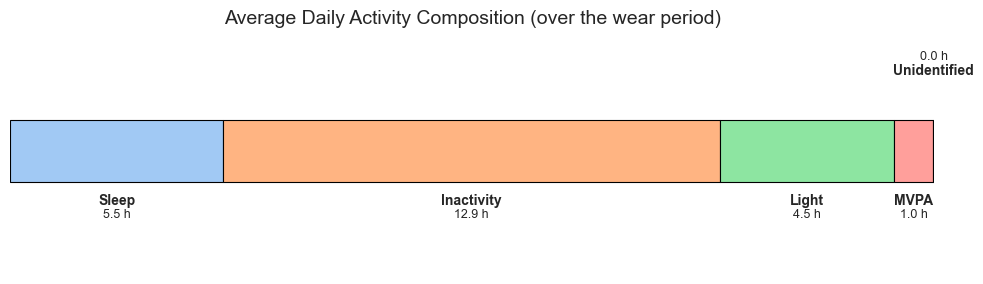 Average Daily Activity Composition (over the wear period)
0.0 h
Unidentified
Sleep
5.5 h
Inactivity
12.9 h
Light
4.5 h
MVPA
1.0 h